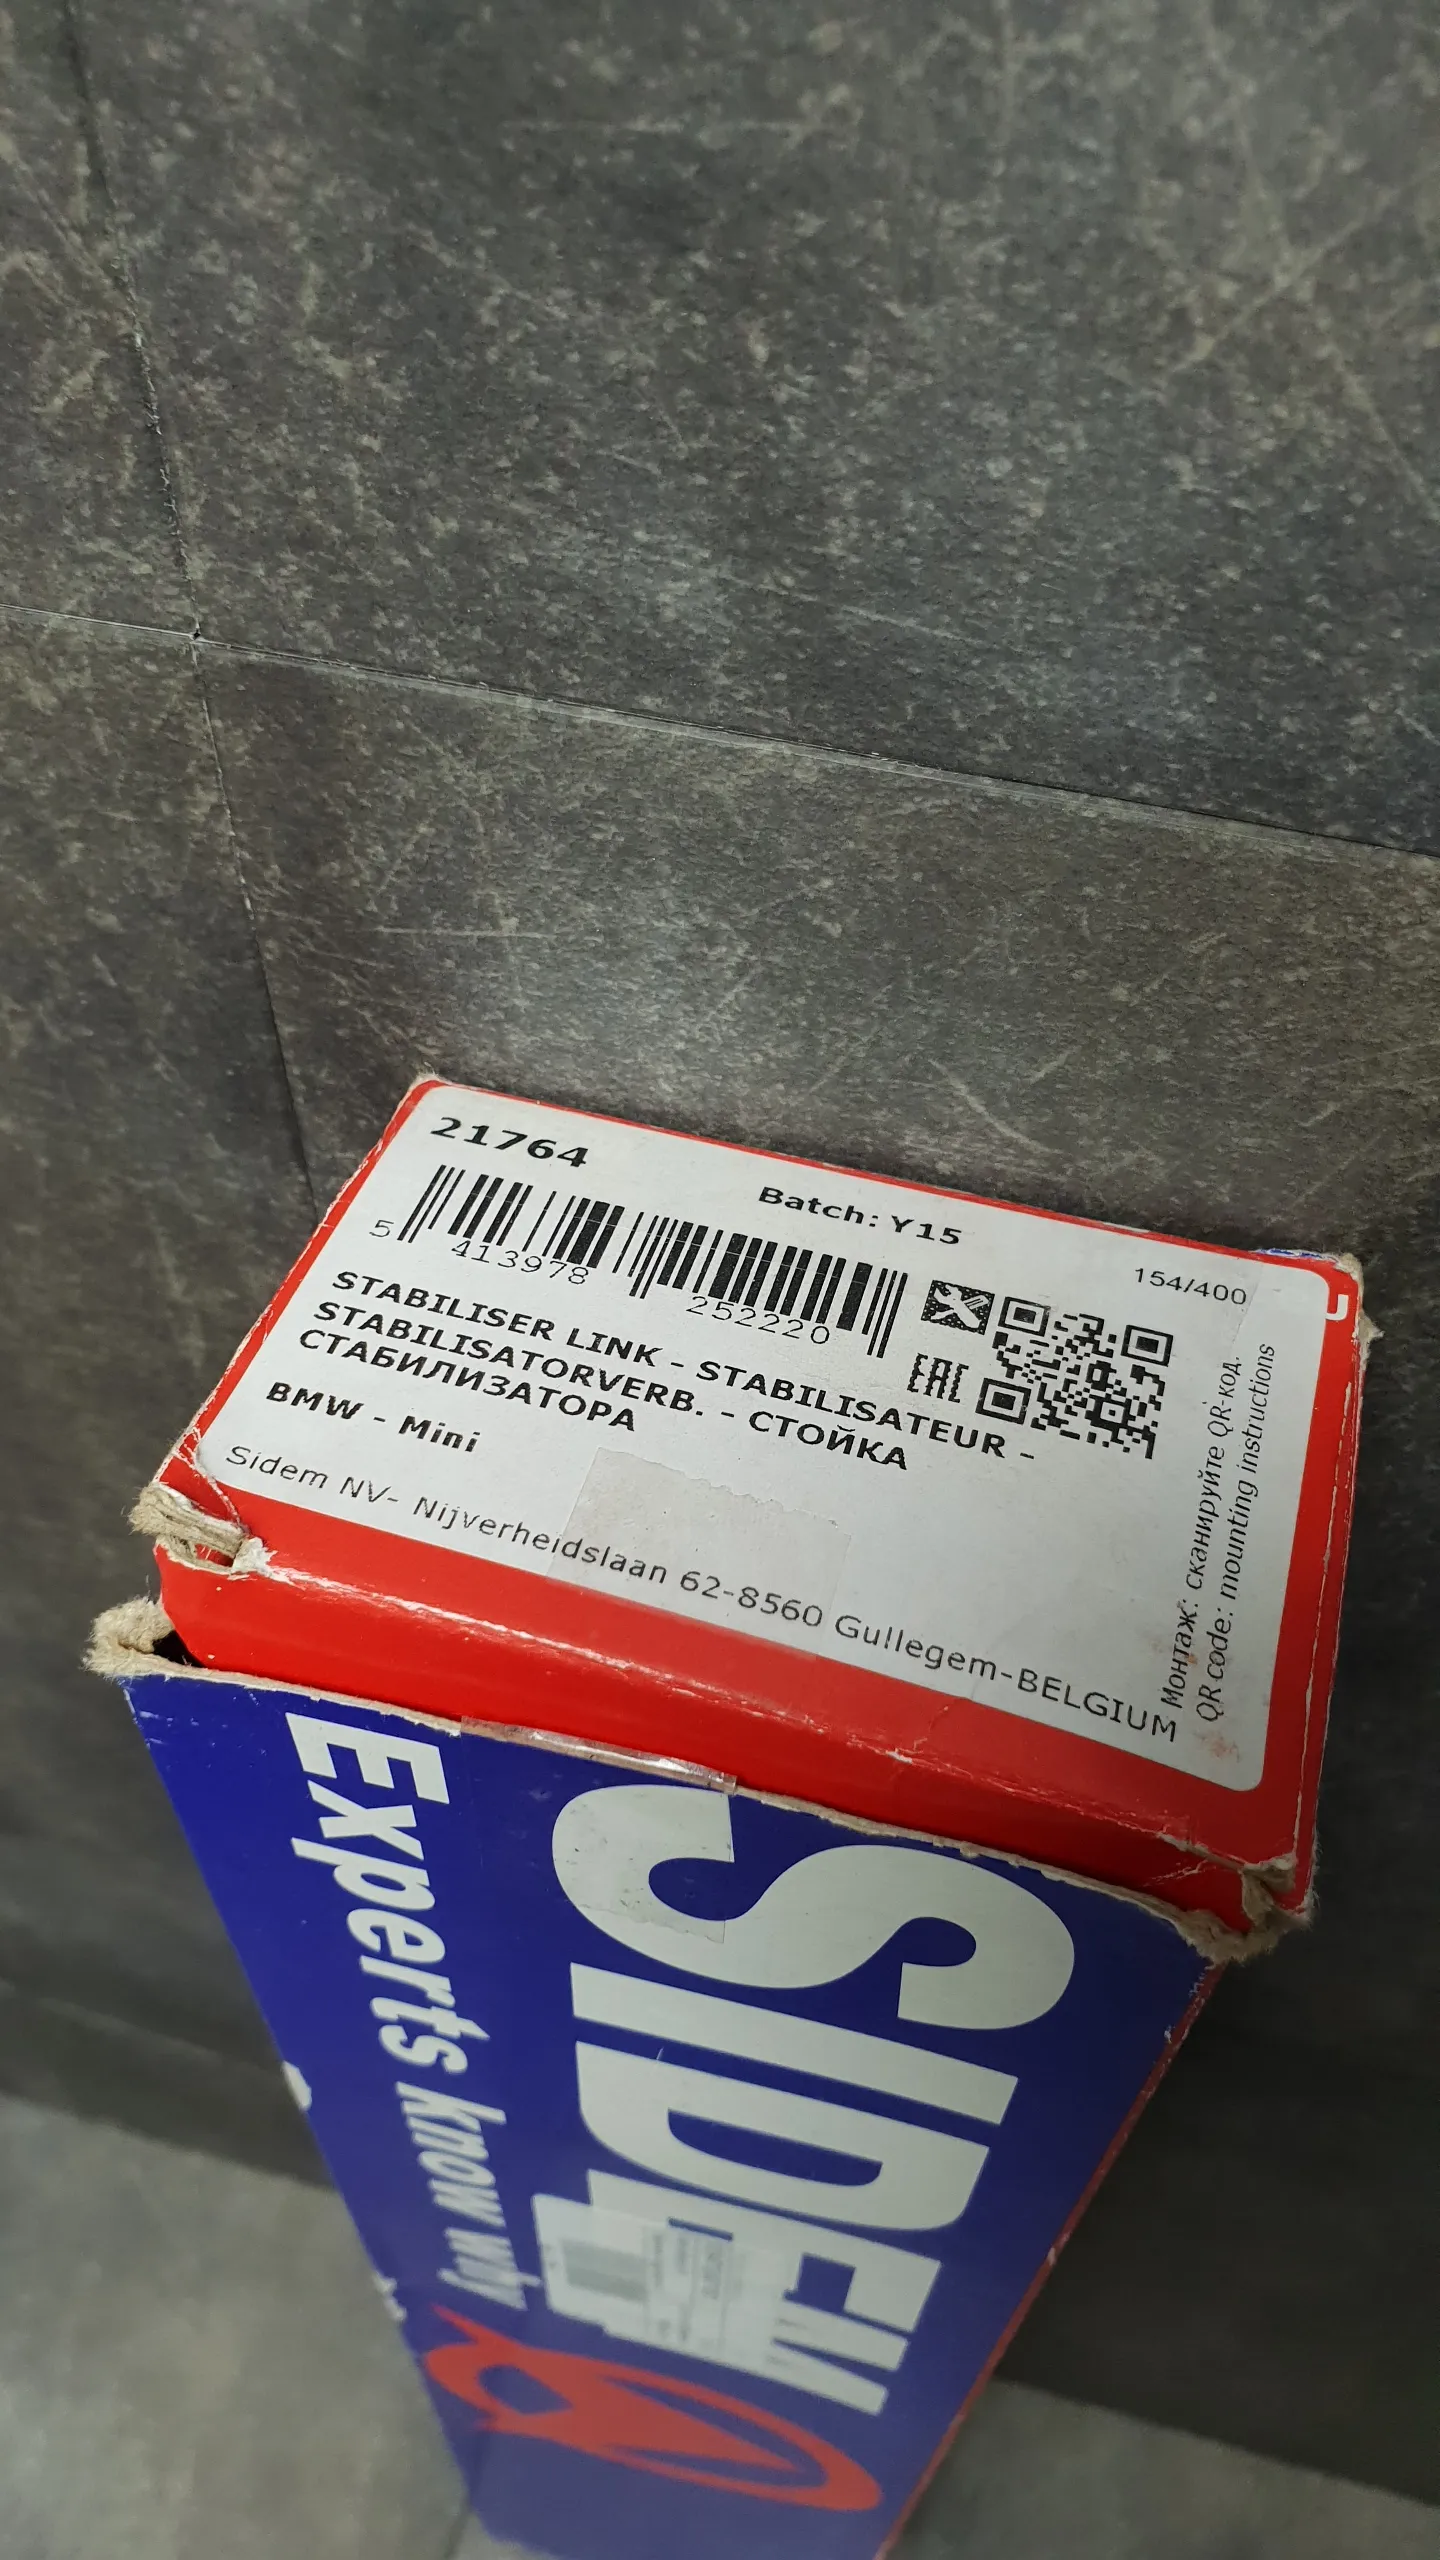 21764
Batch: Y15
154/400
5 413978 252220
EAC
STABILISER LINK - STABILISATEUR -
STABILISATORVERB. - СТОЙКА
СТАБИЛИЗАТОРА
BMW - Mini
Sidem NV- Nijverheidslaan 62-8560 Gullegem-BELGIUM
Монтаж: сканируйте QR-код.
QR code: mounting instructions
SIDEM
Experts know why